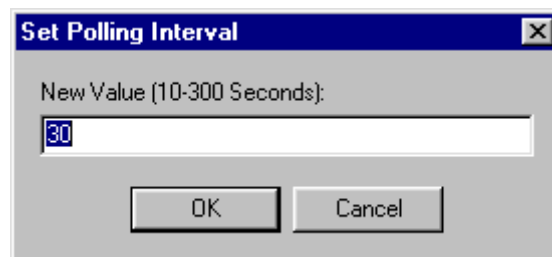 Set Polling Interval
New Value (10-300 Seconds):
30
OK
Cancel